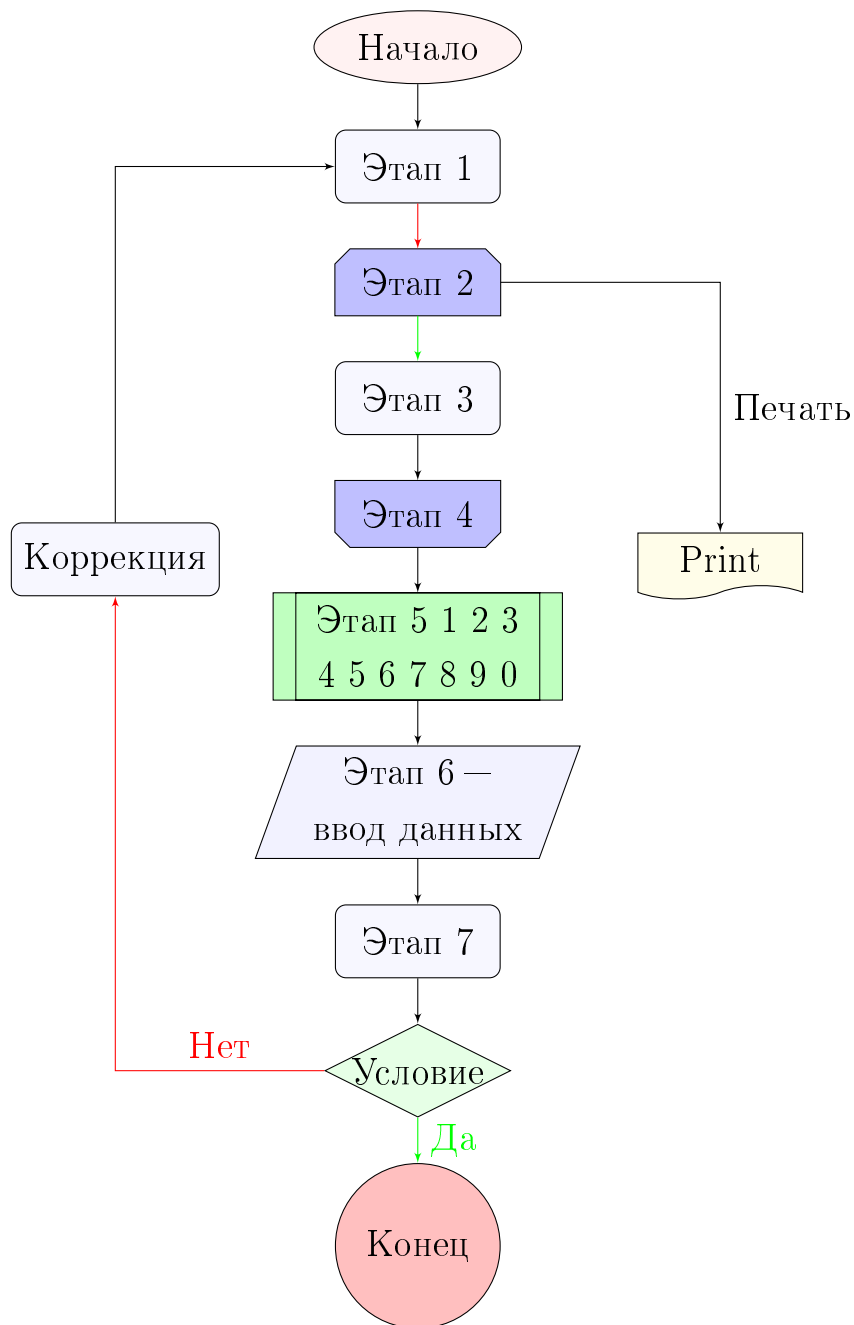 Начало
Этап 1
Этап 2
Этап 3
Печать
Этап 4
Коррекция
Print
Этап 5 1 2 3
4 5 6 7 8 9 0
Этап 6 —
ввод данных
Этап 7
Нет
Условие
Да
Конец